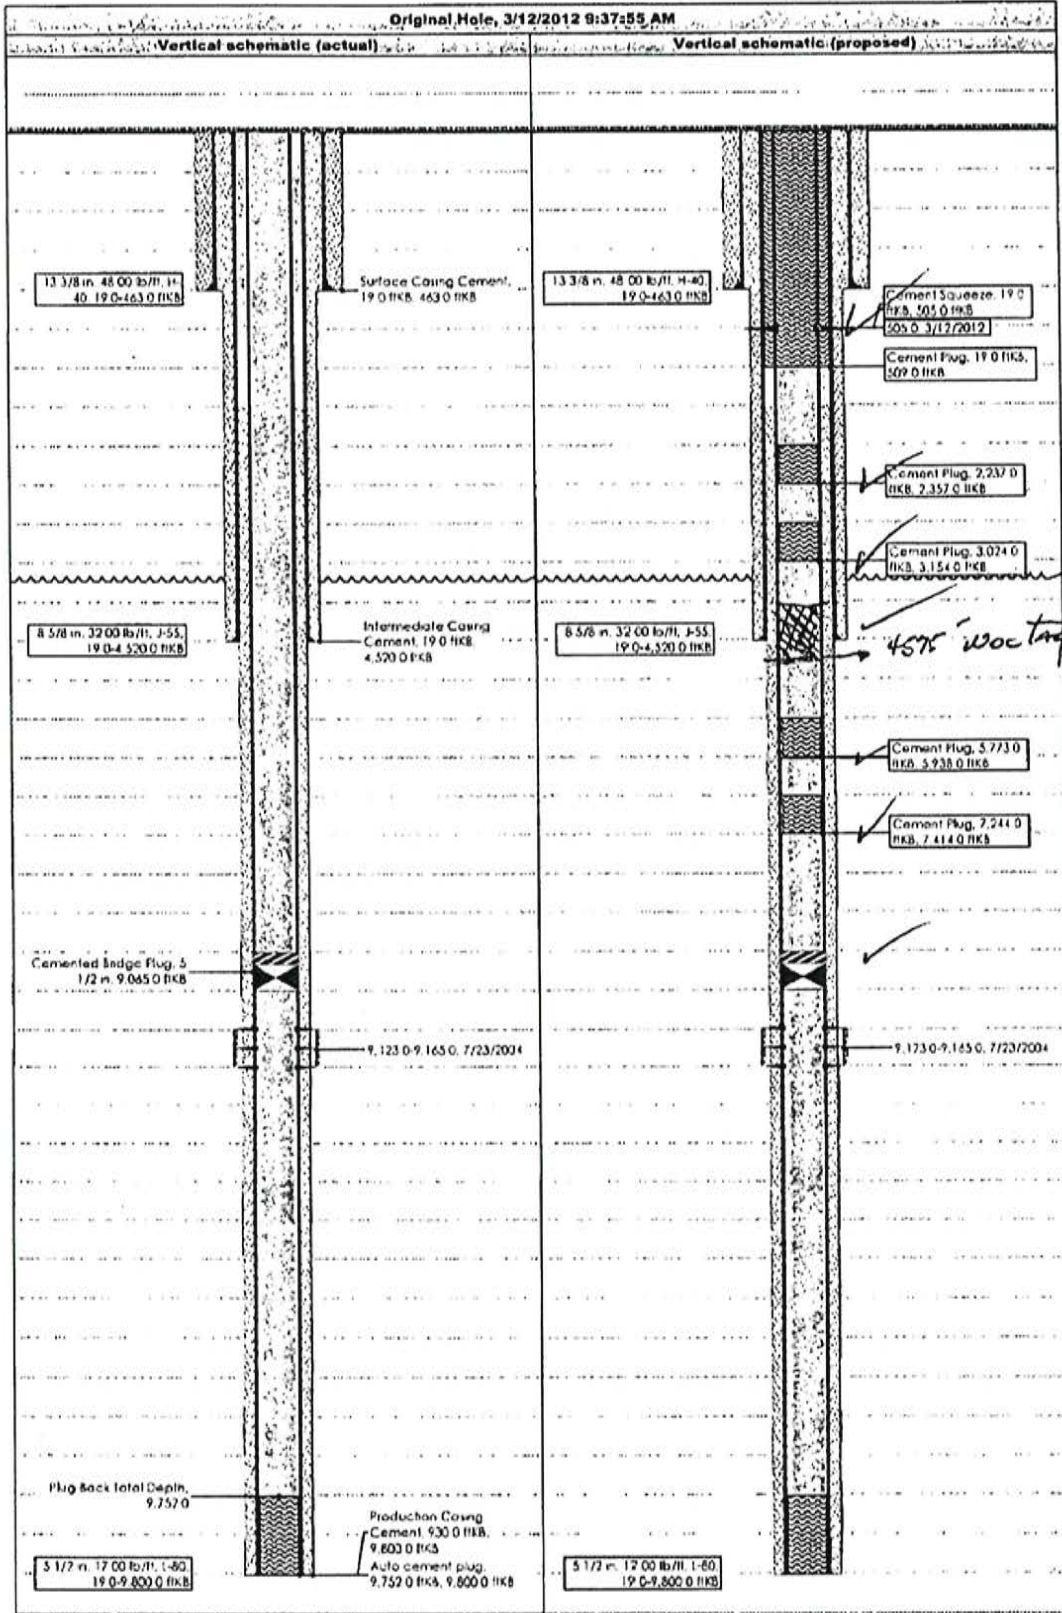 Original Hole, 3/12/2012 9:37:55 AM
Vertical schematic (actual)
Vertical schematic (proposed)
13 3/8 in, 48.00 lb/ft, H-
40, 19.0-463.0 ftKB
Surface Casing Cement,
19.0 ftKB, 463.0 ftKB
13 3/8 in, 48.00 lb/ft, H-40,
19.0-463.0 ftKB
Cement Squeeze, 19.0
ftKB, 505.0 ftKB
505.0, 3/12/2012
Cement Plug, 19.0 ftKB,
509.0 ftKB
Cement Plug, 2,237.0
ftKB, 2,357.0 ftKB
Cement Plug, 3,024.0
ftKB, 3,154.0 ftKB
8 5/8 in, 32.00 lb/ft, J-55,
19.0-4,520.0 ftKB
Intermediate Casing
Cement, 19.0 ftKB,
4,520.0 ftKB
8 5/8 in, 32.00 lb/ft, J-55,
19.0-4,520.0 ftKB
4575' WOC Tag
Cement Plug, 5,773.0
ftKB, 5,938.0 ftKB
Cement Plug, 7,244.0
ftKB, 7,414.0 ftKB
Cemented Bridge Plug, 5
1/2 in, 9,065.0 ftKB
9,123.0-9,165.0, 7/23/2004
9,123.0-9,165.0, 7/23/2004
Plug Back Total Depth,
9,752.0
Production Casing
Cement, 930.0 ftKB,
9,800.0 ftKB
Auto cement plug,
9,752.0 ftKB, 9,800.0 ftKB
5 1/2 in, 17.00 lb/ft, L-80,
19.0-9,800.0 ftKB
5 1/2 in, 17.00 lb/ft, L-80,
19.0-9,800.0 ftKB